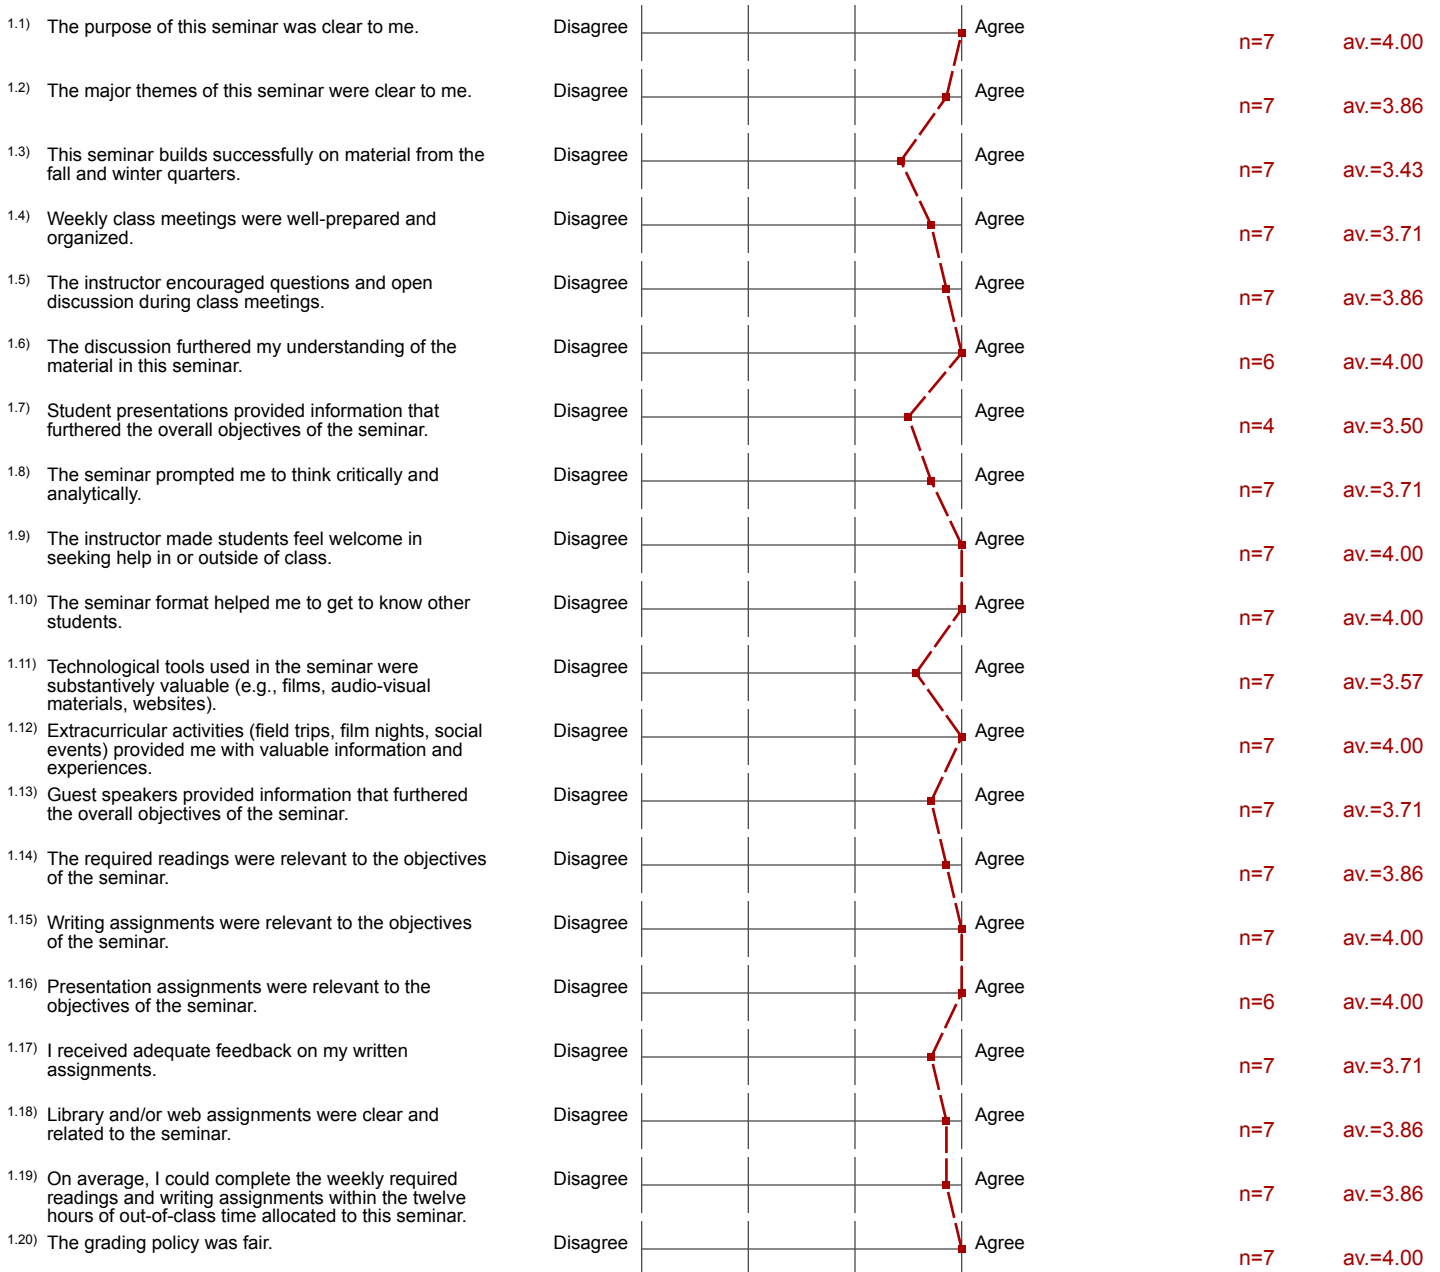 1.1) The purpose of this seminar was clear to me. Disagree Agree n=7 av.=4.00
1.2) The major themes of this seminar were clear to me. Disagree Agree n=7 av.=3.86
1.3) This seminar builds successfully on material from the Disagree Agree n=7 av.=3.43
fall and winter quarters.
1.4) Weekly class meetings were well-prepared and Disagree Agree n=7 av.=3.71
organized.
1.5) The instructor encouraged questions and open Disagree Agree n=7 av.=3.86
discussion during class meetings.
1.6) The discussion furthered my understanding of the Disagree Agree n=6 av.=4.00
material in this seminar.
1.7) Student presentations provided information that Disagree Agree n=4 av.=3.50
furthered the overall objectives of the seminar.
1.8) The seminar prompted me to think critically and Disagree Agree n=7 av.=3.71
analytically.
1.9) The instructor made students feel welcome in Disagree Agree n=7 av.=4.00
seeking help in or outside of class.
1.10) The seminar format helped me to get to know other Disagree Agree n=7 av.=4.00
students.
1.11) Technological tools used in the seminar were Disagree Agree n=7 av.=3.57
substantively valuable (e.g., films, audio-visual
materials, websites).
1.12) Extracurricular activities (field trips, film nights, social Disagree Agree n=7 av.=4.00
events) provided me with valuable information and
experiences.
1.13) Guest speakers provided information that furthered Disagree Agree n=7 av.=3.71
the overall objectives of the seminar.
1.14) The required readings were relevant to the objectives Disagree Agree n=7 av.=3.86
of the seminar.
1.15) Writing assignments were relevant to the objectives Disagree Agree n=7 av.=4.00
of the seminar.
1.16) Presentation assignments were relevant to the Disagree Agree n=6 av.=4.00
objectives of the seminar.
1.17) I received adequate feedback on my written Disagree Agree n=7 av.=3.71
assignments.
1.18) Library and/or web assignments were clear and Disagree Agree n=7 av.=3.86
related to the seminar.
1.19) On average, I could complete the weekly required Disagree Agree n=7 av.=3.86
readings and writing assignments within the twelve
hours of out-of-class time allocated to this seminar.
1.20) The grading policy was fair. Disagree Agree n=7 av.=4.00